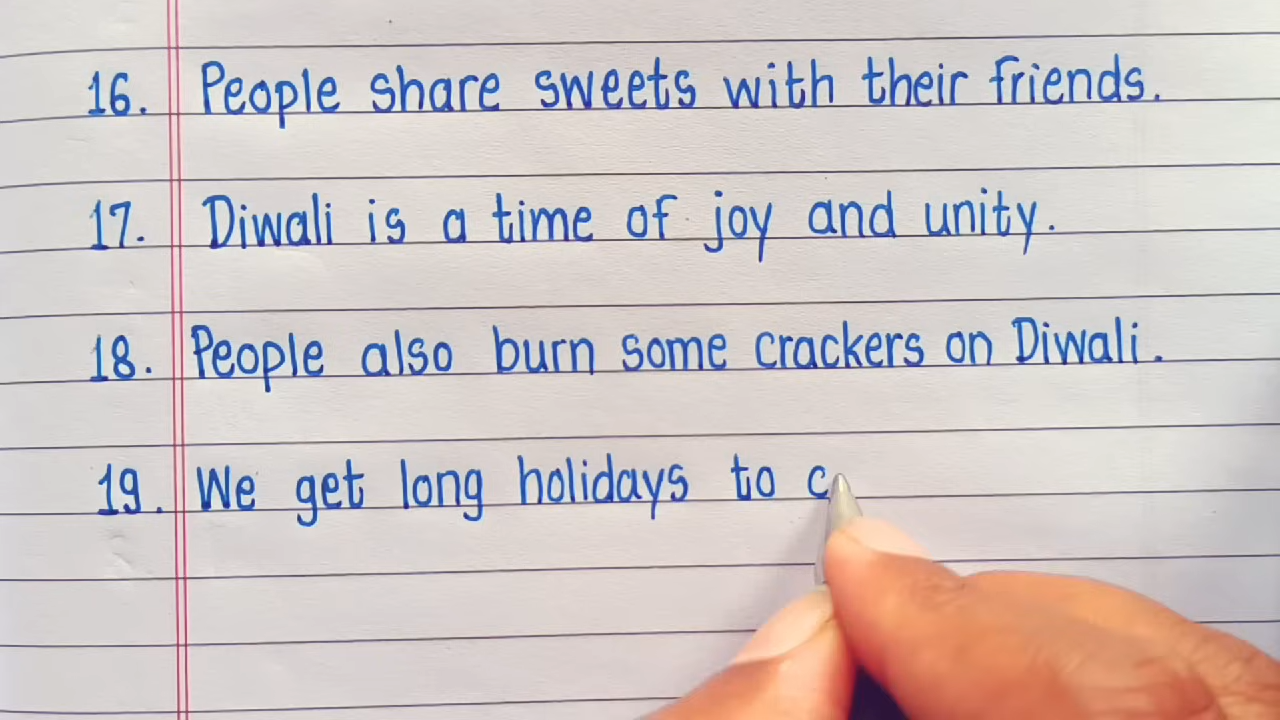 16. People share sweets with their friends.
17. Diwali is a time of joy and unity.
18. People also burn some crackers on Diwali.
19. We get long holidays to c